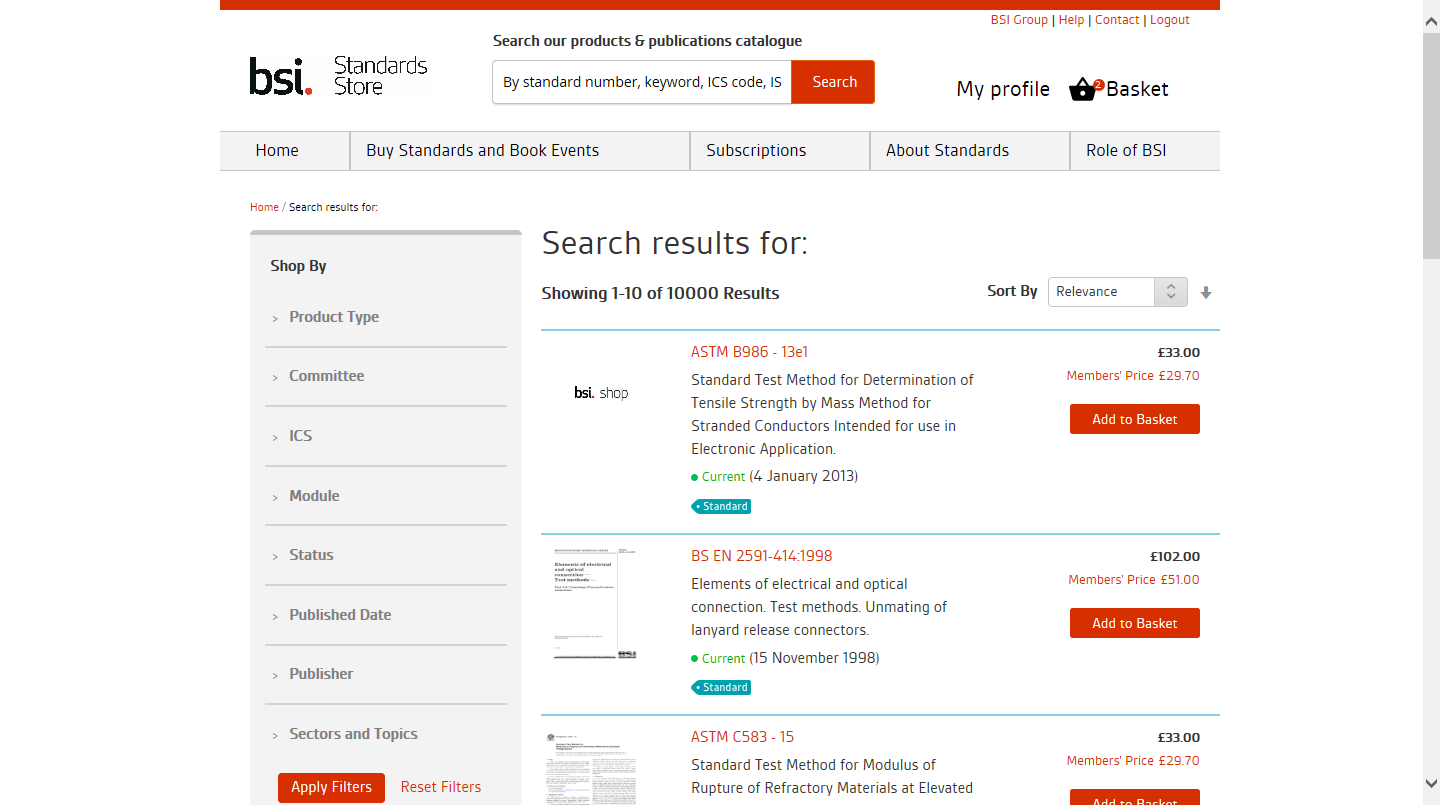 BSI Group | Help | Contact | Logout
Search our products & publications catalogue
bsi. Standards Store
By standard number, keyword, ICS code, IS
Search
My profile
2
Basket
Home
Buy Standards and Book Events
Subscriptions
About Standards
Role of BSI
Home / Search results for:
Shop By
Product Type
Committee
ICS
Module
Status
Published Date
Publisher
Sectors and Topics
Apply Filters
Reset Filters
Search results for:
Showing 1-10 of 10000 Results
Sort By
Relevance
bsi. shop
ASTM B986 - 13e1
Standard Test Method for Determination of
Tensile Strength by Mass Method for
Stranded Conductors Intended for use in
Electronic Application.
Current (4 January 2013)
Standard
£33.00
Members' Price £29.70
Add to Basket
Elements of electrical
and optical
connection —
Test methods —
BSI
BS EN 2591-414:1998
Elements of electrical and optical
connection. Test methods. Unmating of
lanyard release connectors.
Current (15 November 1998)
Standard
£102.00
Members' Price £51.00
Add to Basket
ASTM C583 - 15
Standard Test Method for Modulus of
Rupture of Refractory Materials at Elevated
£33.00
Members' Price £29.70
Add to Basket